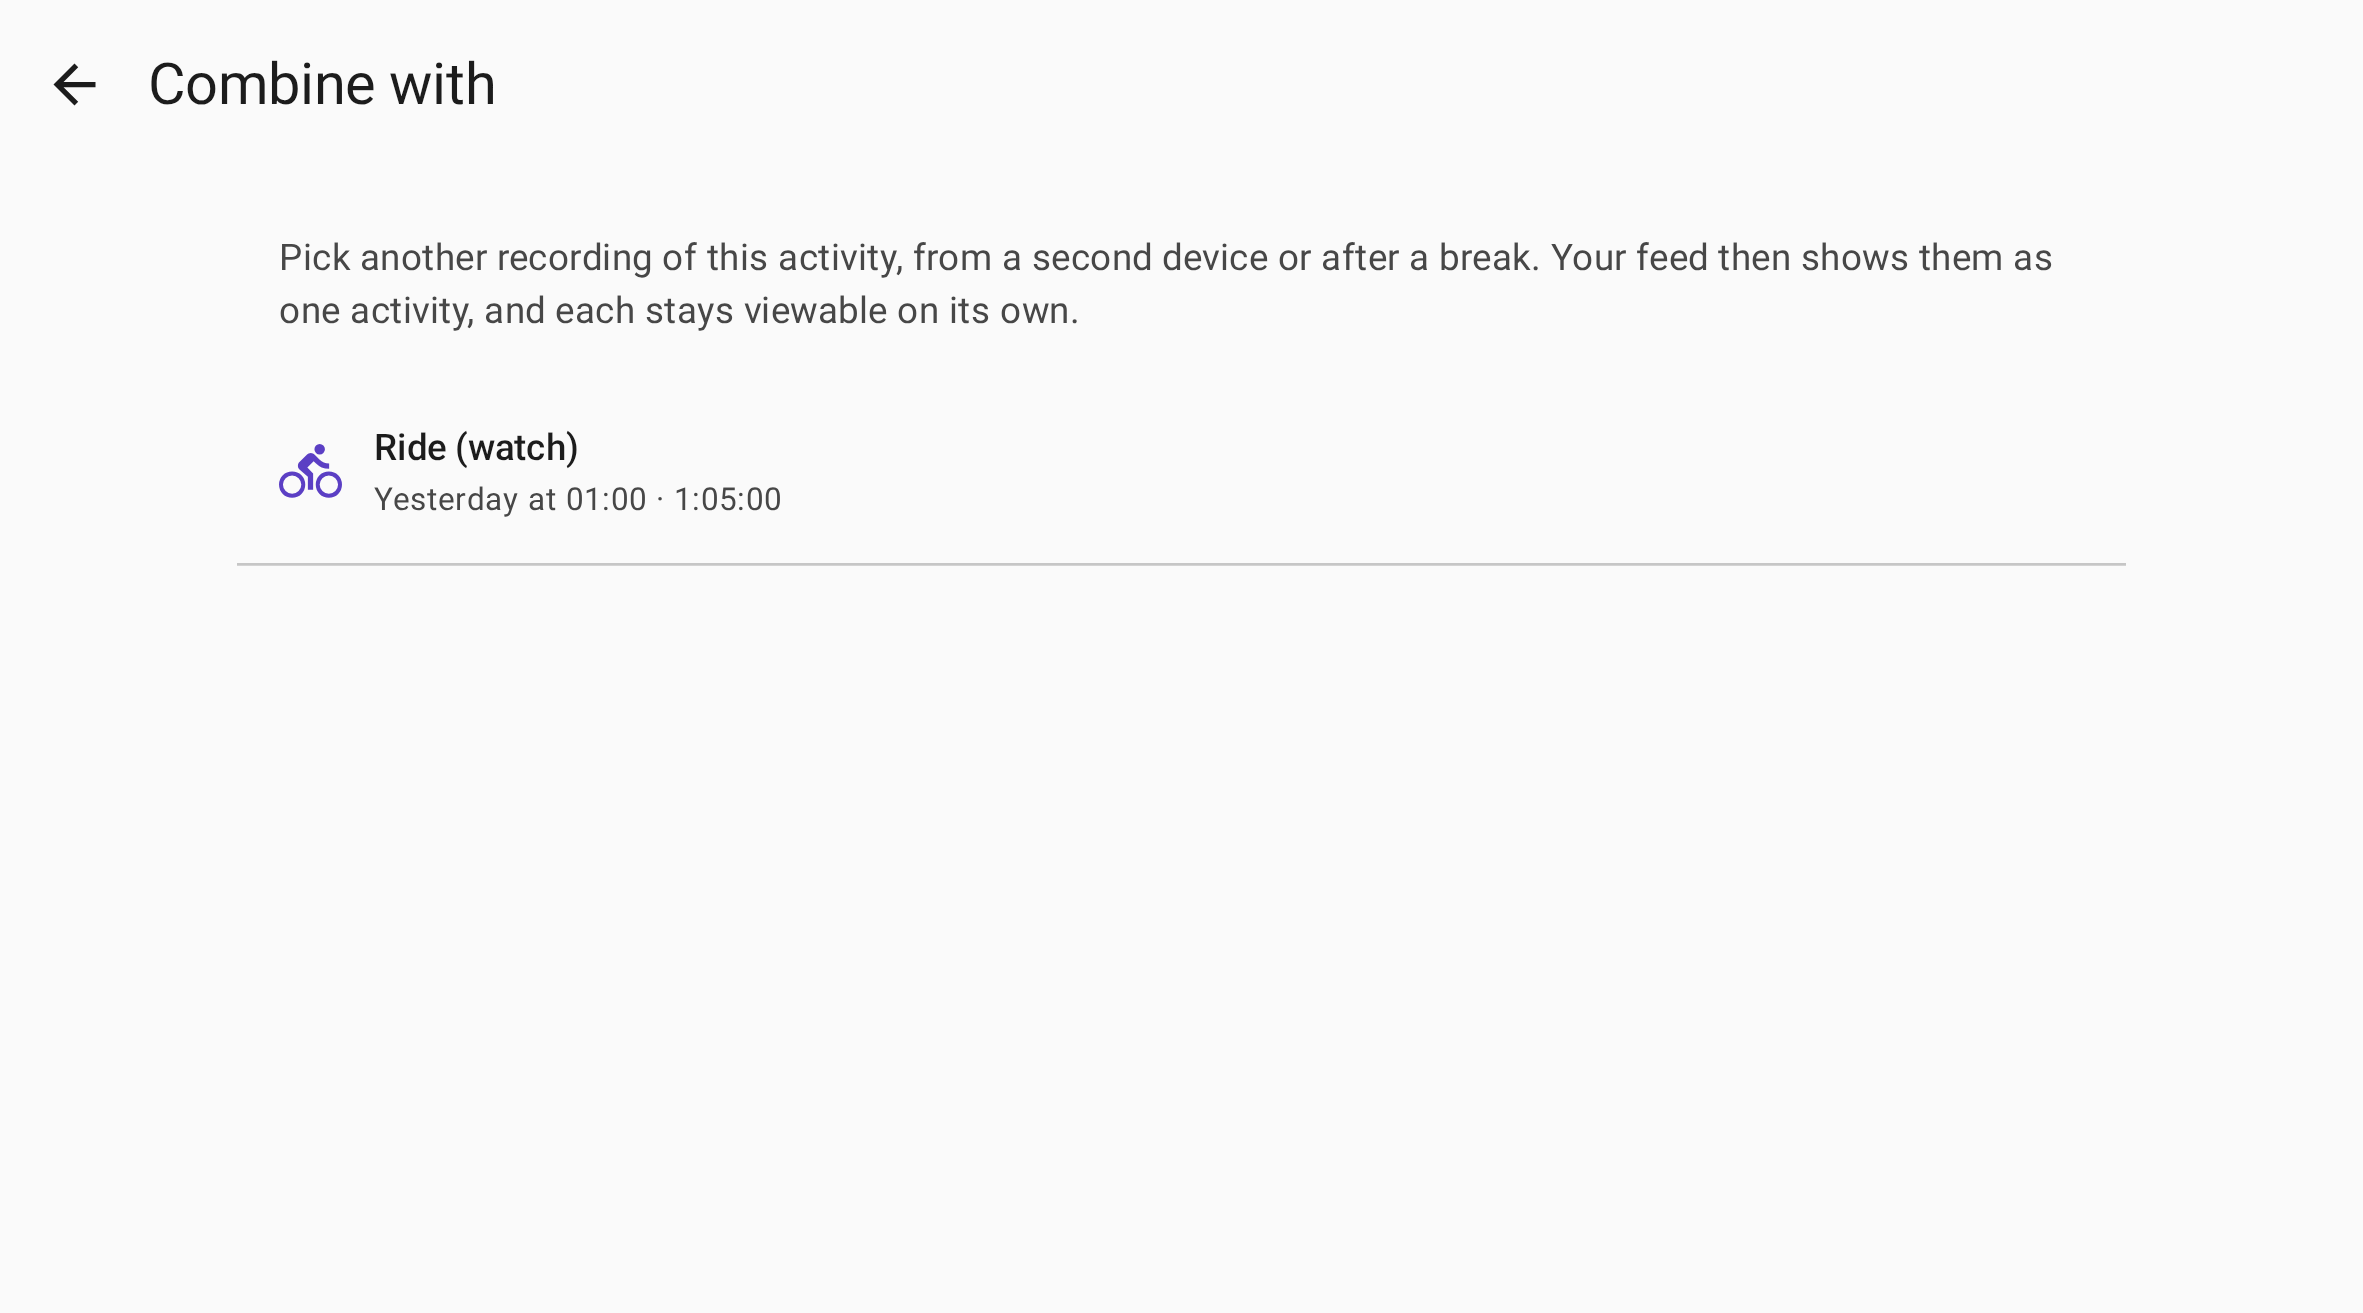 Combine with
Pick another recording of this activity, from a second device or after a break. Your feed then shows them as
one activity, and each stays viewable on its own.
Ride (watch)
Yesterday at 01:00 · 1:05:00